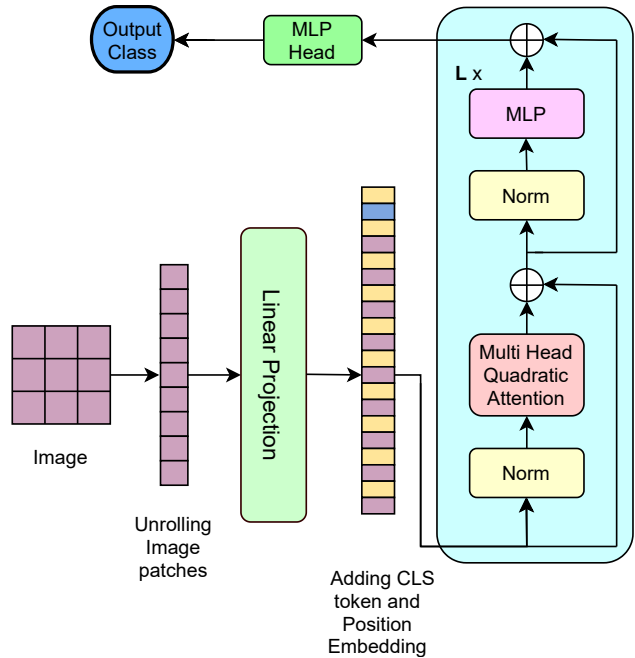 Output
Class
MLP
Head
L x
MLP
Norm
Multi Head
Quadratic
Attention
Norm
Linear Projection
Image
Unrolling
Image
patches
Adding CLS
token and
Position
Embedding